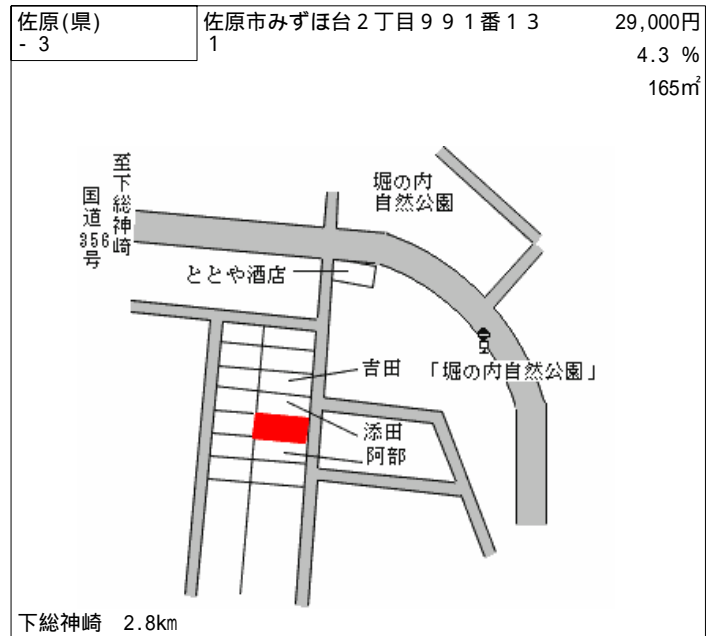 佐原(県)
- 3
佐原市みずほ台2丁目991番13
1
29,000円
4.3 %
165㎡
至下総神崎
国道356号
堀の内
自然公園
ととや酒店
吉田
「堀の内自然公園」
添田
阿部
下総神崎 2.8km